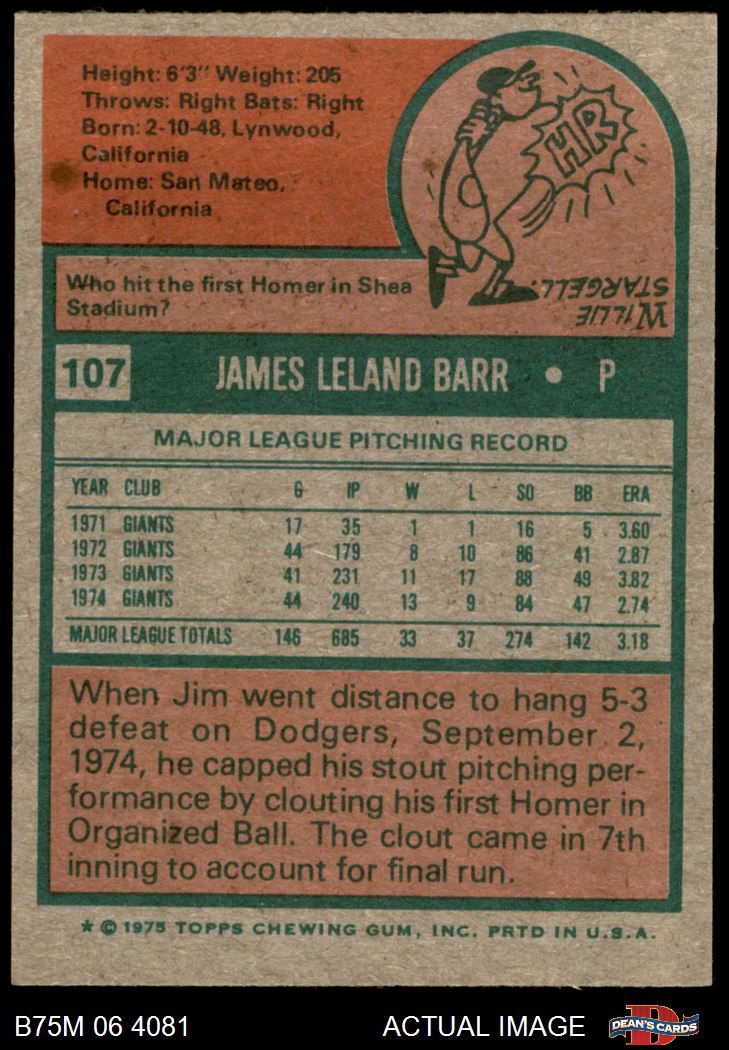 Height: 6'3" Weight: 205
Throws: Right Bats: Right
Born: 2-10-48, Lynwood,
California
Home: San Mateo,
California
HR
Who hit the first Homer in Shea
Stadium?
WILLIE
STARGELL.
107 JAMES LELAND BARR • P
MAJOR LEAGUE PITCHING RECORD
YEAR CLUB G IP W L SO BB ERA
1971 GIANTS 17 35 1 1 16 5 3.60
1972 GIANTS 44 179 8 10 86 41 2.87
1973 GIANTS 41 231 11 17 88 49 3.82
1974 GIANTS 44 240 13 9 84 47 2.74
MAJOR LEAGUE TOTALS 146 685 33 37 274 142 3.18
When Jim went distance to hang 5-3
defeat on Dodgers, September 2,
1974, he capped his stout pitching per-
formance by clouting his first Homer in
Organized Ball. The clout came in 7th
inning to account for final run.
* © 1975 TOPPS CHEWING GUM, INC. PRTD IN U.S.A.
B75M 06 4081 ACTUAL IMAGE DEAN'S CARDS